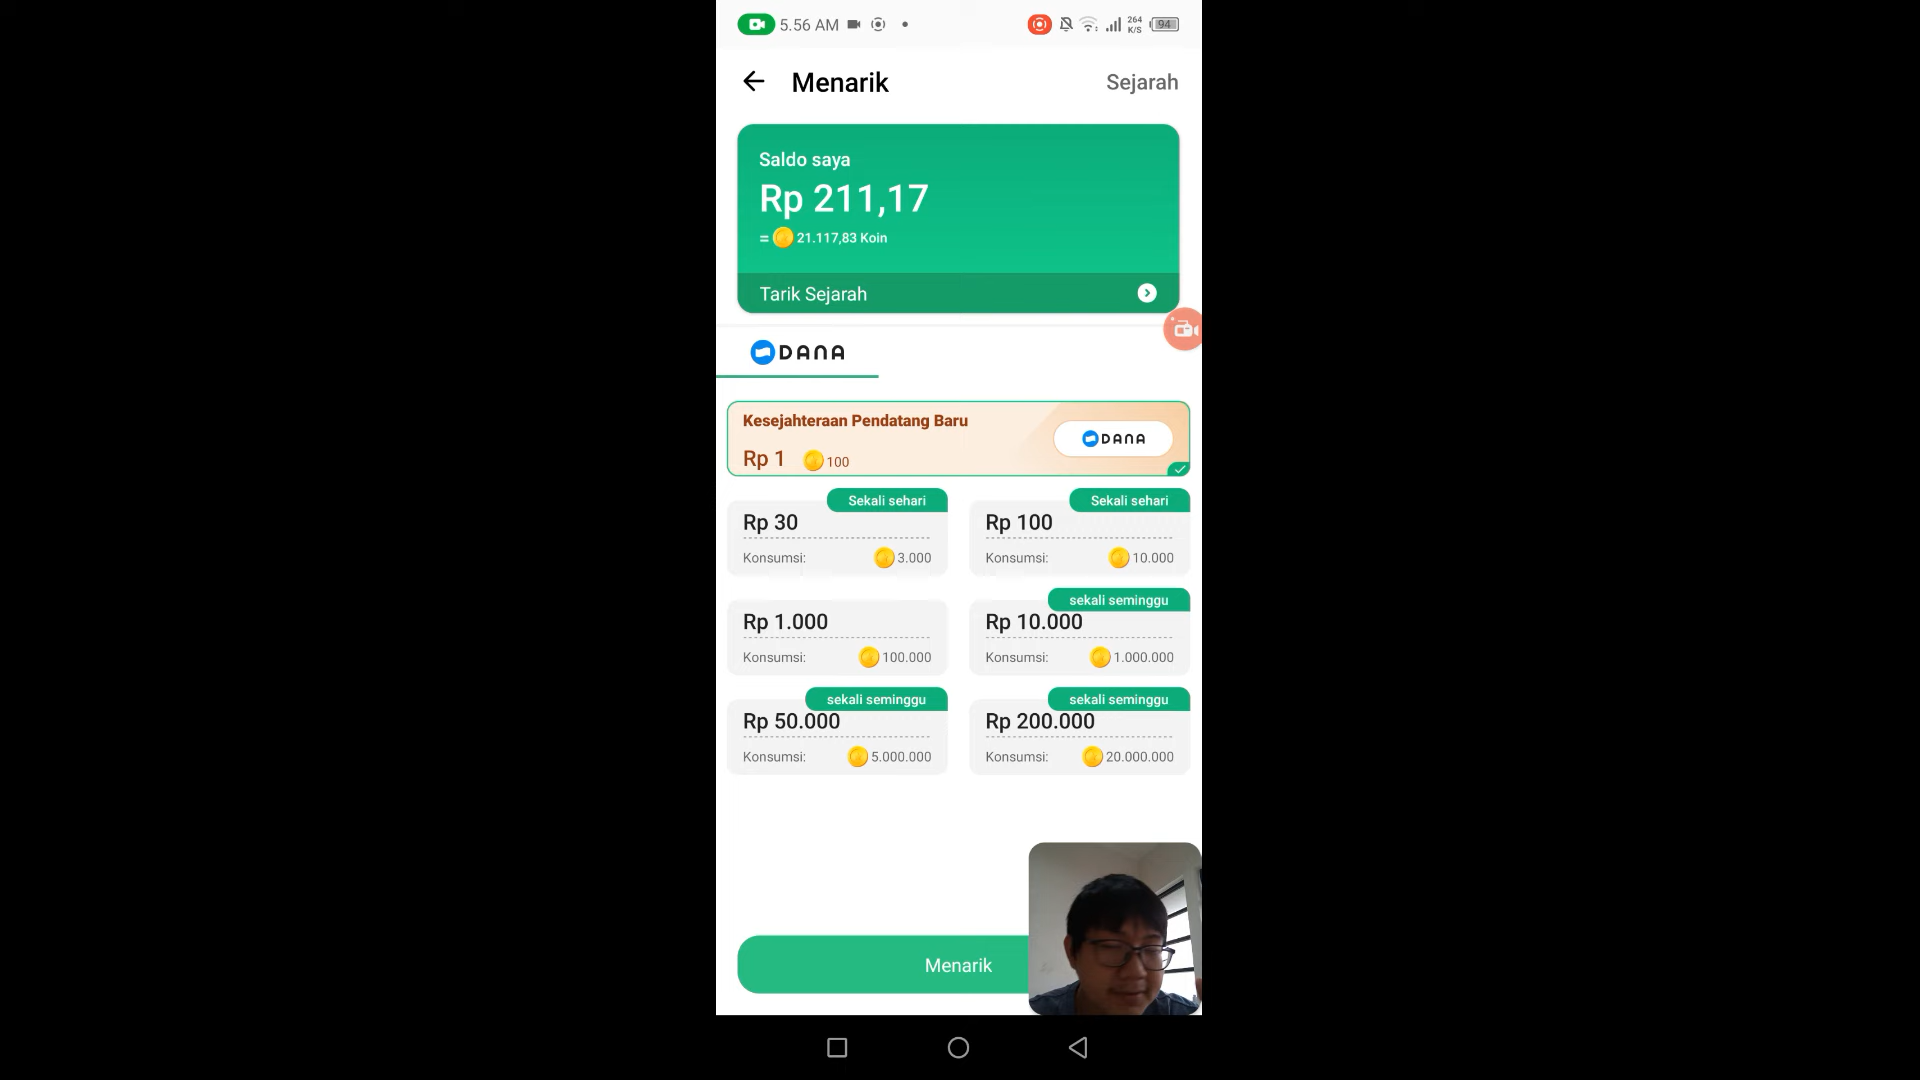 5.56 AM
264
K/S
94
Menarik
Sejarah
Saldo saya
Rp 211,17
= 21.117,83 Koin
Tarik Sejarah
DANA
Kesejahteraan Pendatang Baru
Rp 1 100
DANA
Sekali sehari
Rp 30
Konsumsi: 3.000
Sekali sehari
Rp 100
Konsumsi: 10.000
Rp 1.000
Konsumsi: 100.000
sekali seminggu
Rp 10.000
Konsumsi: 1.000.000
sekali seminggu
Rp 50.000
Konsumsi: 5.000.000
sekali seminggu
Rp 200.000
Konsumsi: 20.000.000
Menarik